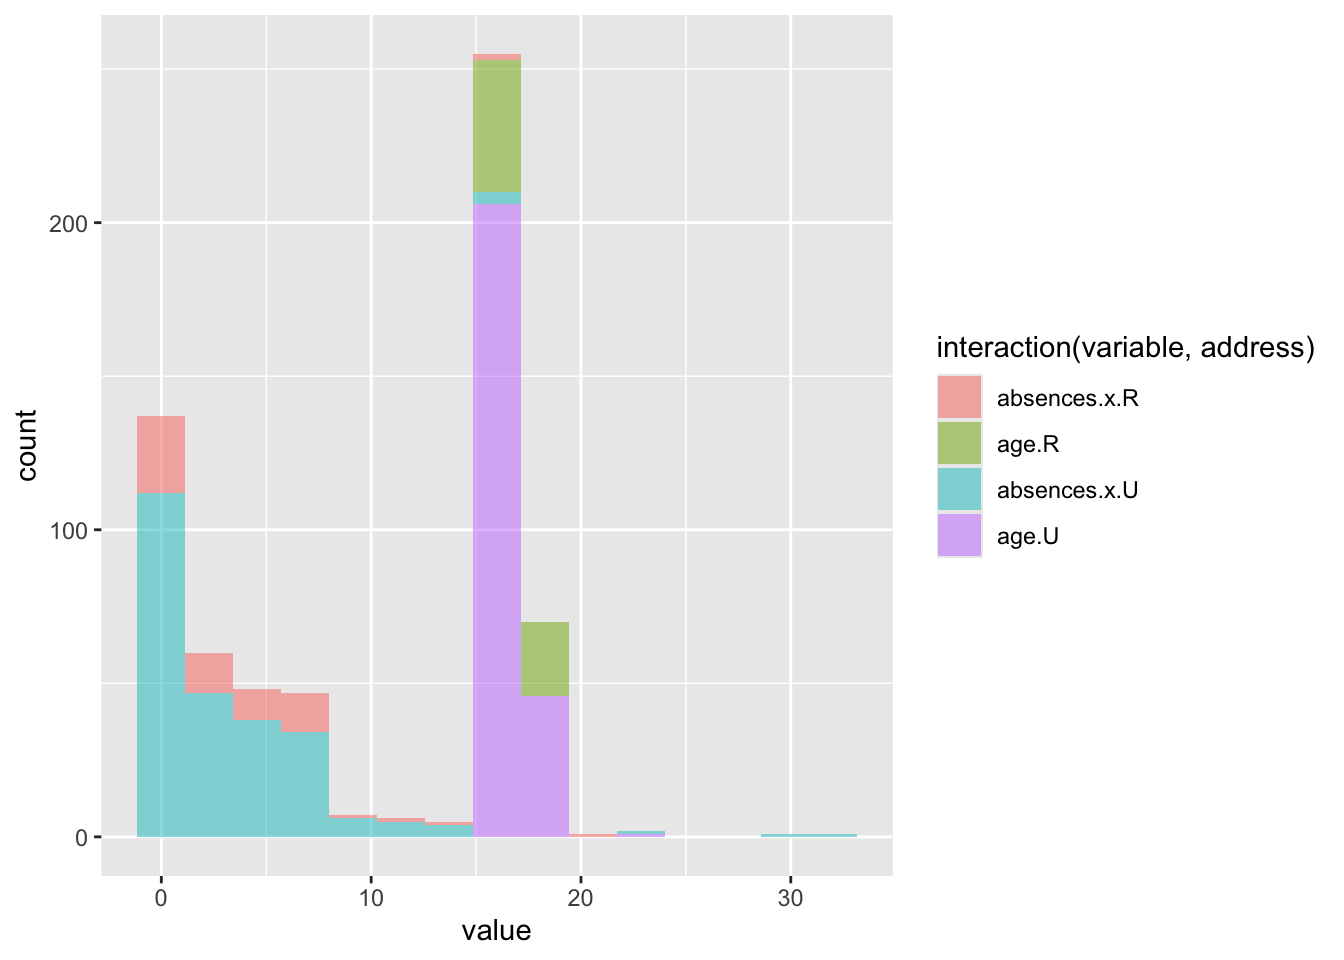 200
100
0
count
0 10 20 30
value
interaction(variable, address)
absences.x.R
age.R
absences.x.U
age.U